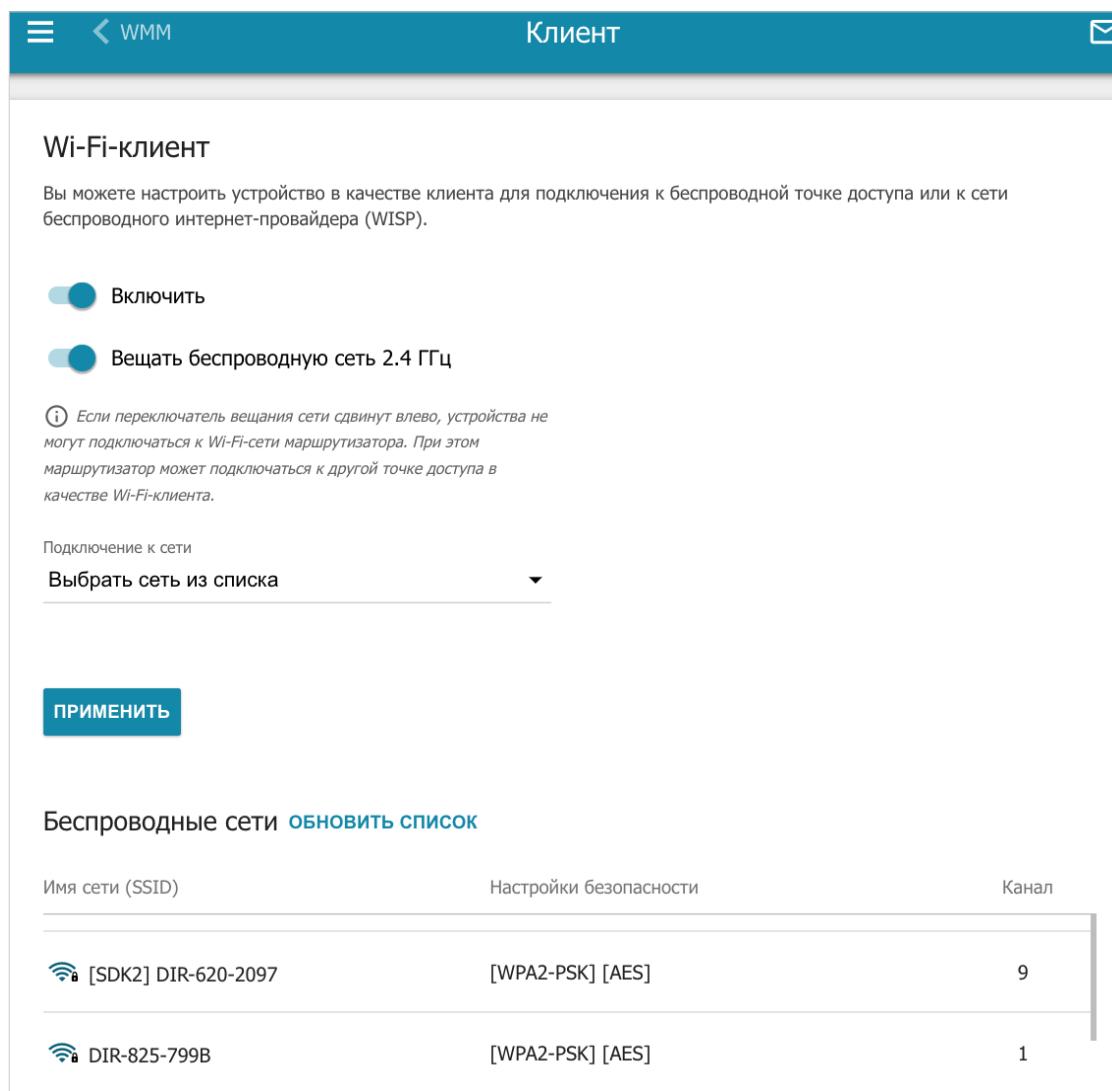 WMM
Клиент
Wi-Fi-клиент
Вы можете настроить устройство в качестве клиента для подключения к беспроводной точке доступа или к сети
беспроводного интернет-провайдера (WISP).
Включить
Вещать беспроводную сеть 2.4 ГГц
Если переключатель вещания сети сдвинут влево, устройства не
могут подключаться к Wi-Fi-сети маршрутизатора. При этом
маршрутизатор может подключаться к другой точке доступа в
качестве Wi-Fi-клиента.
Подключение к сети
Выбрать сеть из списка
ПРИМЕНИТЬ
Беспроводные сети ОБНОВИТЬ СПИСОК
Имя сети (SSID) Настройки безопасности Канал
[SDK2] DIR-620-2097 [WPA2-PSK] [AES] 9
DIR-825-799B [WPA2-PSK] [AES] 1